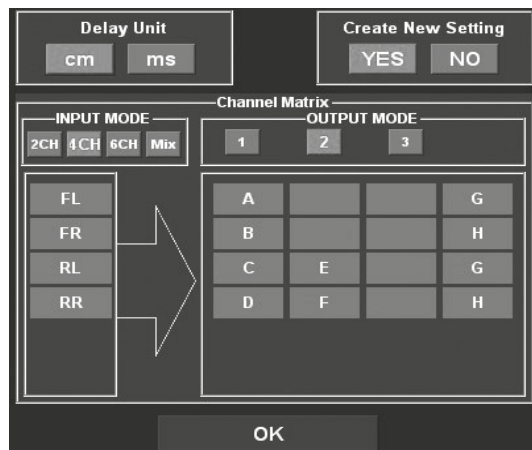 Delay Unit
cm ms
Create New Setting
YES NO
Channel Matrix
INPUT MODE
2CH 4CH 6CH Mix
OUTPUT MODE
1 2 3
FL
FR
RL
RR
A G
B H
C E G
D F H
OK